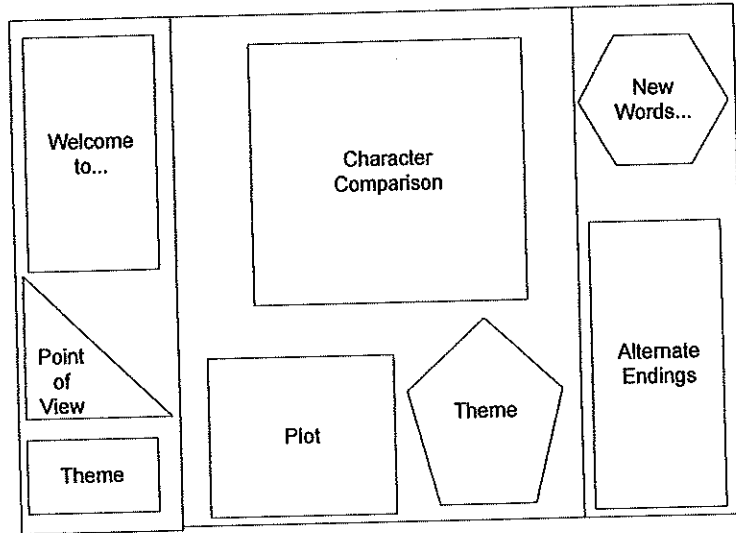 Welcome
to...
Point
of
View
Theme
Character
Comparison
Plot
Theme
New
Words...
Alternate
Endings